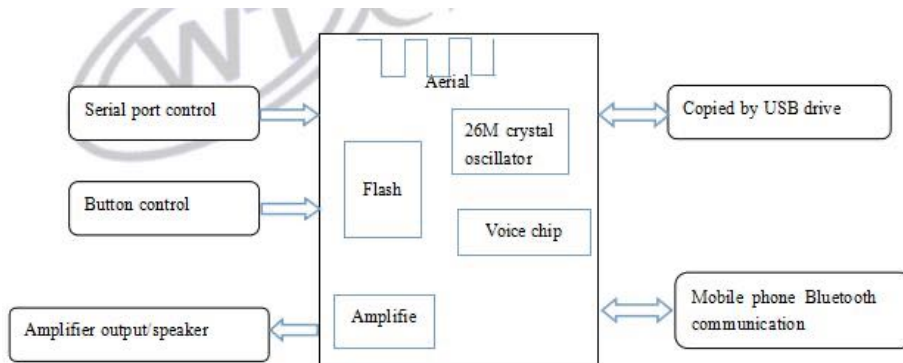 Aerial
Serial port control
26M crystal
oscillator
Copied by USB drive
Flash
Button control
Voice chip
Amplifie
Amplifier output/speaker
Mobile phone Bluetooth
communication